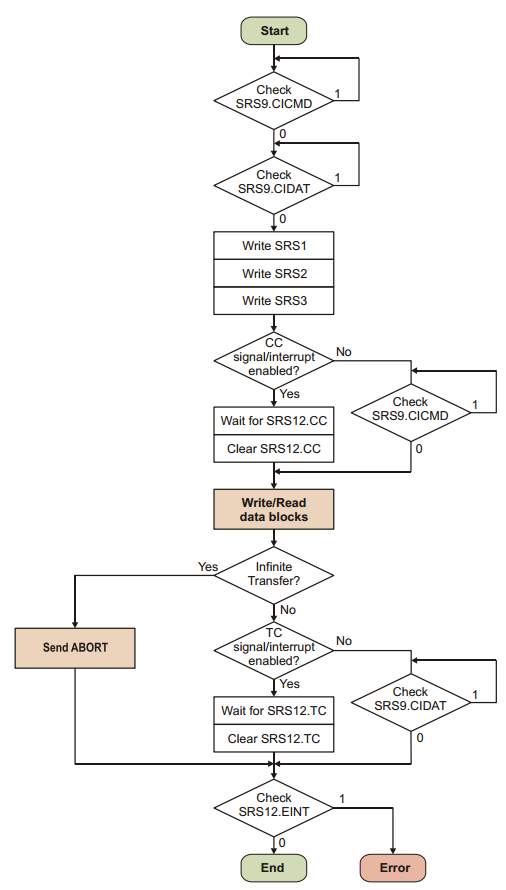 Start
Check
SRS9.CICMD
1
0
Check
SRS9.CIDAT
1
0
Write SRS1
Write SRS2
Write SRS3
CC
signal/interrupt
enabled?
No
Yes
Check
SRS9.CICMD
1
0
Wait for SRS12.CC
Clear SRS12.CC
Write/Read
data blocks
Infinite
Transfer?
Yes
No
Send ABORT
TC
signal/interrupt
enabled?
No
Yes
Check
SRS9.CIDAT
1
0
Wait for SRS12.TC
Clear SRS12.TC
Check
SRS12.EINT
1
0
End
Error